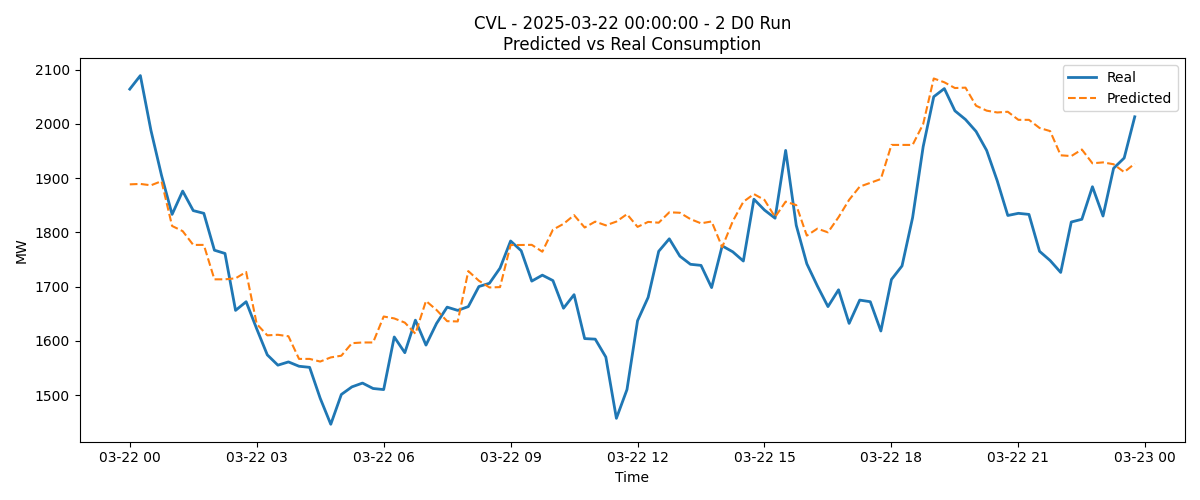 CVL - 2025-03-22 00:00:00 - 2 D0 Run
Predicted vs Real Consumption
Real
Predicted
MW
2100
2000
1900
1800
1700
1600
1500
03-22 00
03-22 03
03-22 06
03-22 09
03-22 12
03-22 15
03-22 18
03-22 21
03-23 00
Time